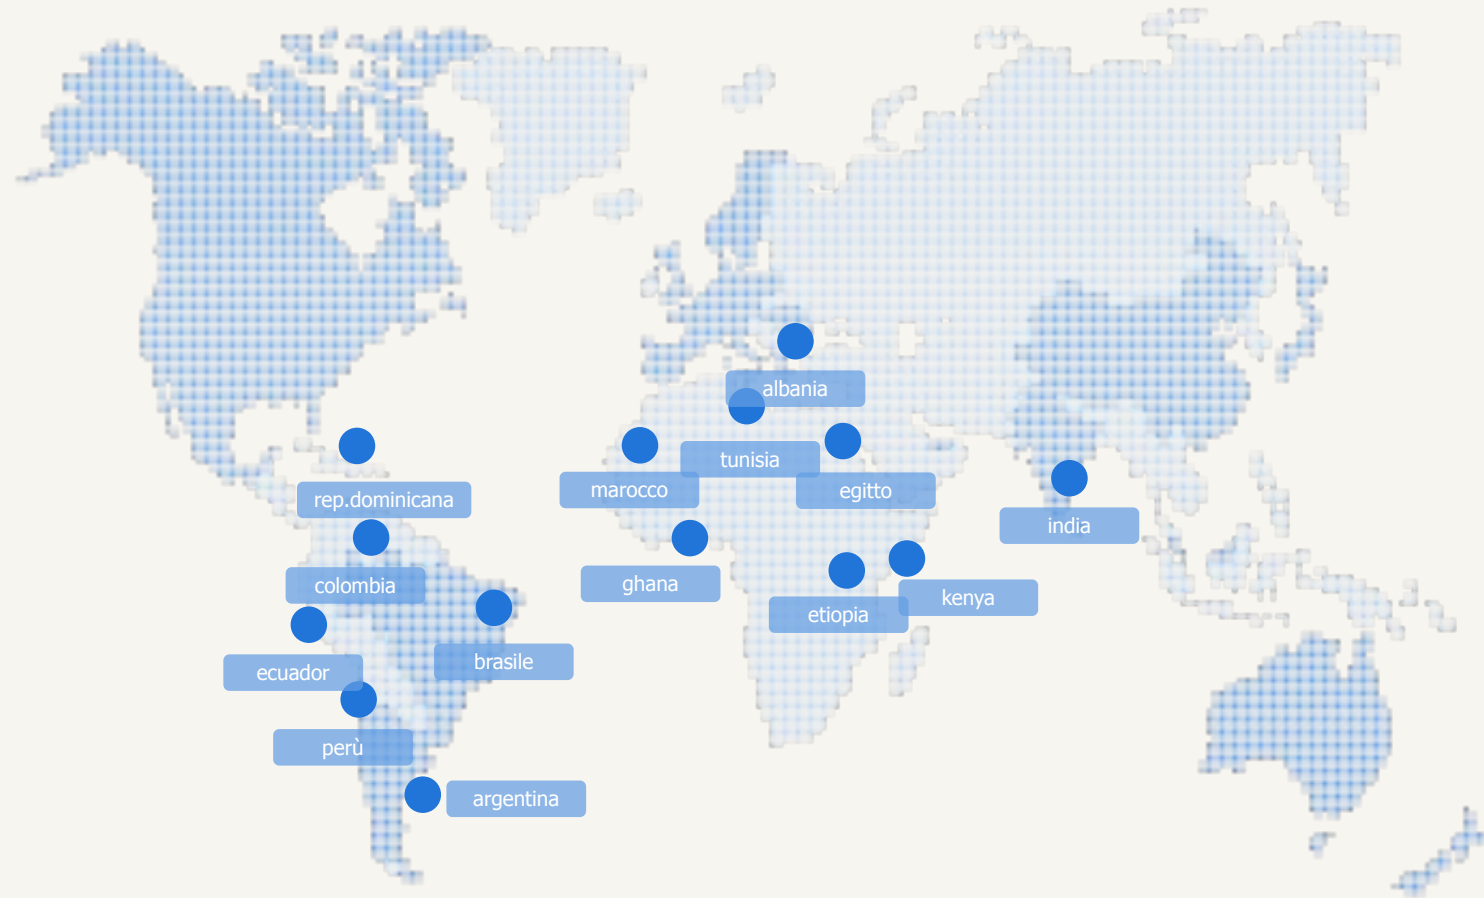 albania
tunisia
marocco
egitto
rep.dominicana
india
colombia
ghana
kenya
etiopia
brasile
ecuador
perù
argentina